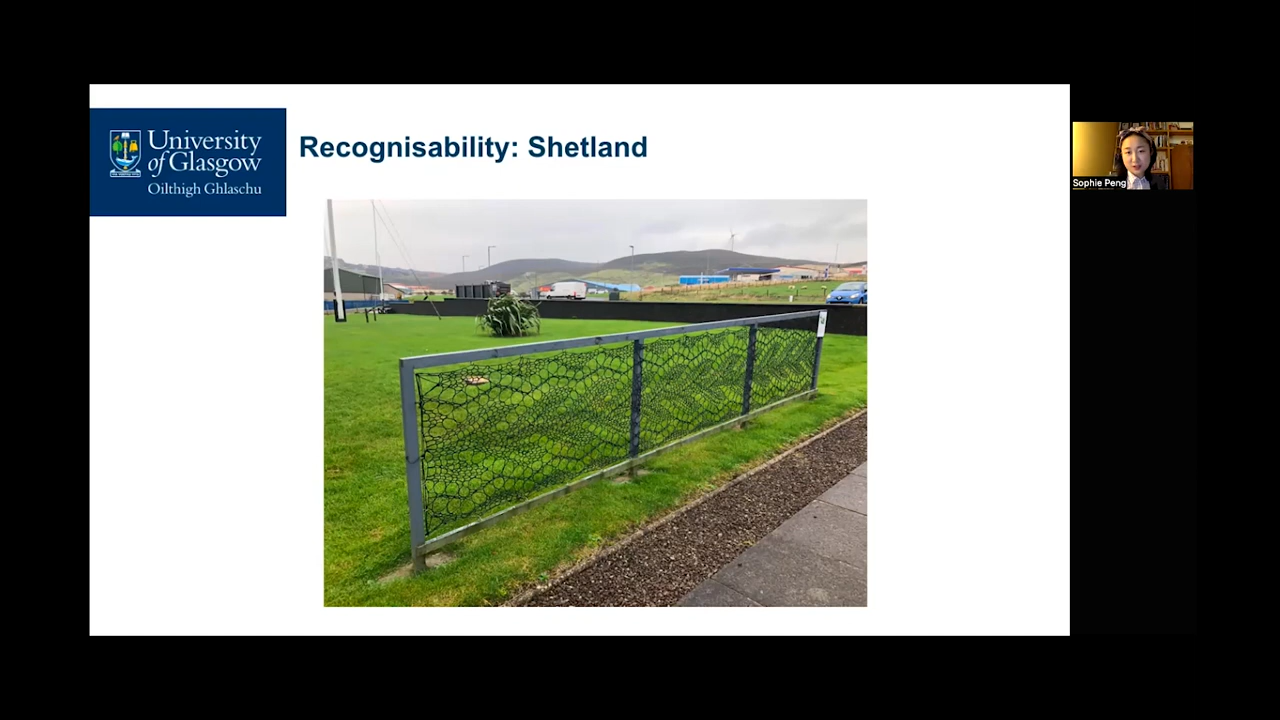 University
of Glasgow
Oilthigh Ghlaschu
Recognisability: Shetland
Sophie Peng